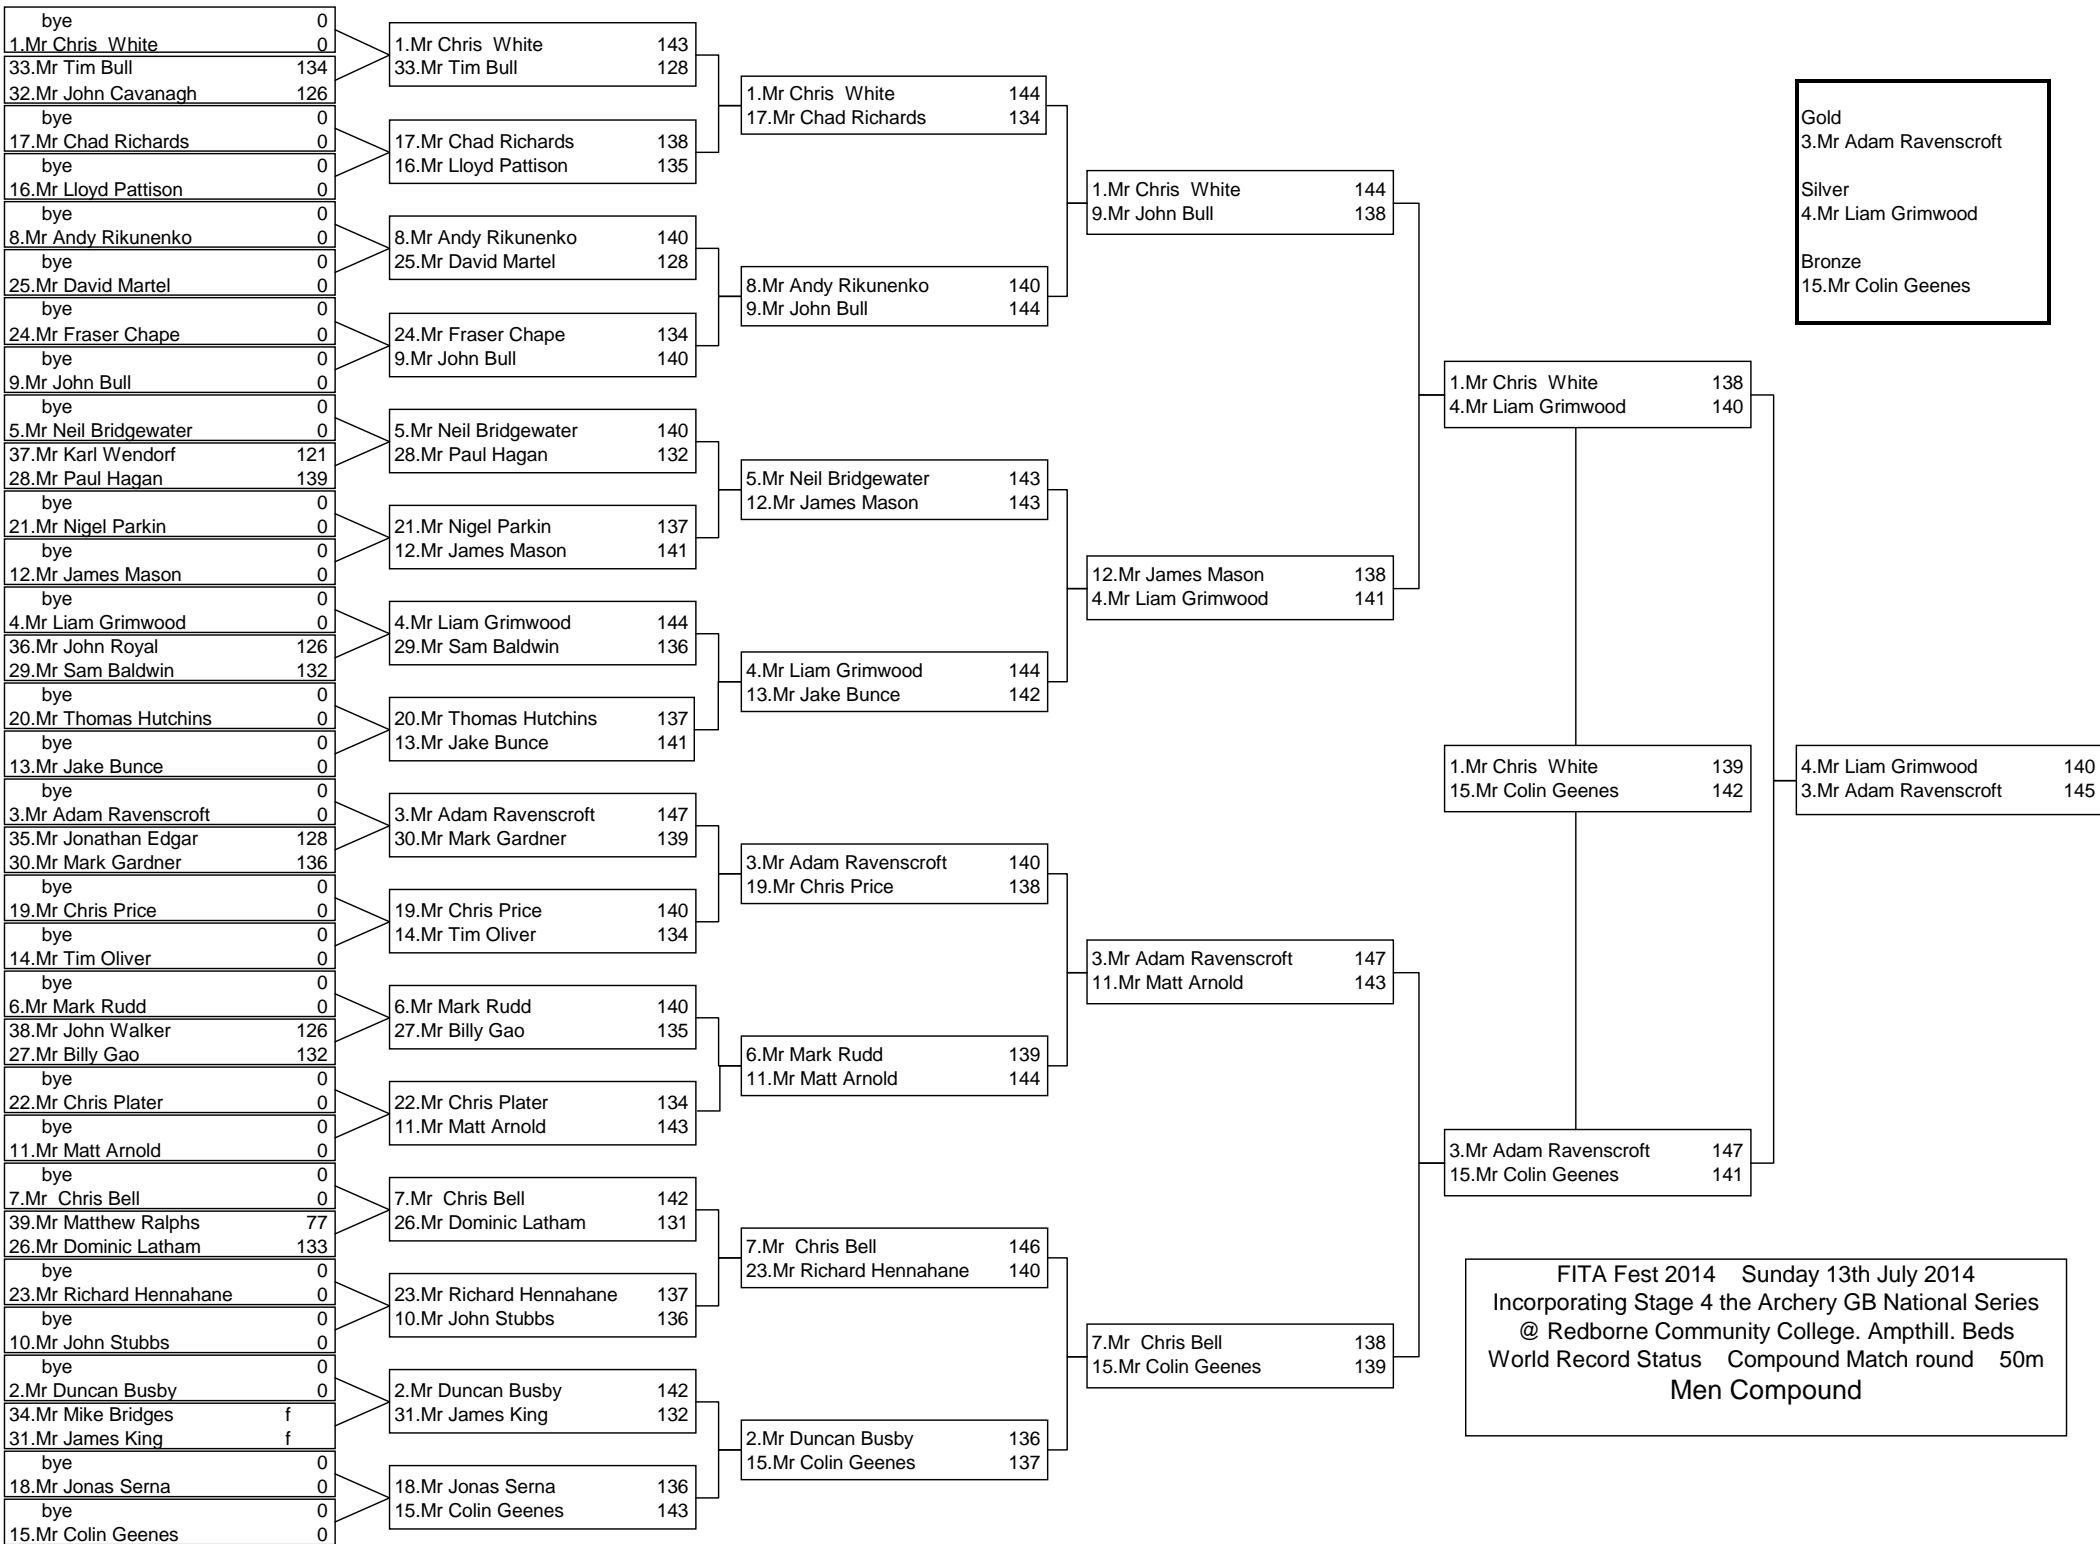 bye 0
1.Mr Chris  White 0
33.Mr Tim Bull 134
32.Mr John Cavanagh 126
bye 0
17.Mr Chad Richards 0
bye 0
16.Mr Lloyd Pattison 0
bye 0
8.Mr Andy Rikunenko 0
bye 0
25.Mr David Martel 0
bye 0
24.Mr Fraser Chape 0
bye 0
9.Mr John Bull 0
bye 0
5.Mr Neil Bridgewater 0
37.Mr Karl Wendorf 121
28.Mr Paul Hagan 139
bye 0
21.Mr Nigel Parkin 0
bye 0
12.Mr James Mason 0
bye 0
4.Mr Liam Grimwood 0
36.Mr John Royal 126
29.Mr Sam Baldwin 132
bye 0
20.Mr Thomas Hutchins 0
bye 0
13.Mr Jake Bunce 0
bye 0
3.Mr Adam Ravenscroft 0
35.Mr Jonathan Edgar 128
30.Mr Mark Gardner 136
bye 0
19.Mr Chris Price 0
bye 0
14.Mr Tim Oliver 0
bye 0
6.Mr Mark Rudd 0
38.Mr John Walker 126
27.Mr Billy Gao 132
bye 0
22.Mr Chris Plater 0
bye 0
11.Mr Matt Arnold 0
bye 0
7.Mr  Chris Bell 0
39.Mr Matthew Ralphs 77
26.Mr Dominic Latham 133
bye 0
23.Mr Richard Hennahane 0
bye 0
10.Mr John Stubbs 0
bye 0
2.Mr Duncan Busby 0
34.Mr Mike Bridges f
31.Mr James King f
bye 0
18.Mr Jonas Serna 0
bye 0
15.Mr Colin Geenes 0
1.Mr Chris  White 143
33.Mr Tim Bull 128
17.Mr Chad Richards 138
16.Mr Lloyd Pattison 135
8.Mr Andy Rikunenko 140
25.Mr David Martel 128
24.Mr Fraser Chape 134
9.Mr John Bull 140
5.Mr Neil Bridgewater 140
28.Mr Paul Hagan 132
21.Mr Nigel Parkin 137
12.Mr James Mason 141
4.Mr Liam Grimwood 144
29.Mr Sam Baldwin 136
20.Mr Thomas Hutchins 137
13.Mr Jake Bunce 141
3.Mr Adam Ravenscroft 147
30.Mr Mark Gardner 139
19.Mr Chris Price 140
14.Mr Tim Oliver 134
6.Mr Mark Rudd 140
27.Mr Billy Gao 135
22.Mr Chris Plater 134
11.Mr Matt Arnold 143
7.Mr  Chris Bell 142
26.Mr Dominic Latham 131
23.Mr Richard Hennahane 137
10.Mr John Stubbs 136
2.Mr Duncan Busby 142
31.Mr James King 132
18.Mr Jonas Serna 136
15.Mr Colin Geenes 143
1.Mr Chris  White 144
17.Mr Chad Richards 134
8.Mr Andy Rikunenko 140
9.Mr John Bull 144
5.Mr Neil Bridgewater 143
12.Mr James Mason 143
4.Mr Liam Grimwood 144
13.Mr Jake Bunce 142
3.Mr Adam Ravenscroft 140
19.Mr Chris Price 138
6.Mr Mark Rudd 139
11.Mr Matt Arnold 144
7.Mr  Chris Bell 146
23.Mr Richard Hennahane 140
2.Mr Duncan Busby 136
15.Mr Colin Geenes 137
1.Mr Chris  White 144
9.Mr John Bull 138
12.Mr James Mason 138
4.Mr Liam Grimwood 141
3.Mr Adam Ravenscroft 147
11.Mr Matt Arnold 143
7.Mr  Chris Bell 138
15.Mr Colin Geenes 139
1.Mr Chris  White 138
4.Mr Liam Grimwood 140
1.Mr Chris  White 139
15.Mr Colin Geenes 142
3.Mr Adam Ravenscroft 147
15.Mr Colin Geenes 141
4.Mr Liam Grimwood 140
3.Mr Adam Ravenscroft 145
Gold
3.Mr Adam Ravenscroft
Silver
4.Mr Liam Grimwood
Bronze
15.Mr Colin Geenes
FITA Fest 2014    Sunday 13th July 2014
Incorporating Stage 4 the Archery GB National Series
@ Redborne Community College. Ampthill. Beds
World Record Status    Compound Match round    50m
Men Compound